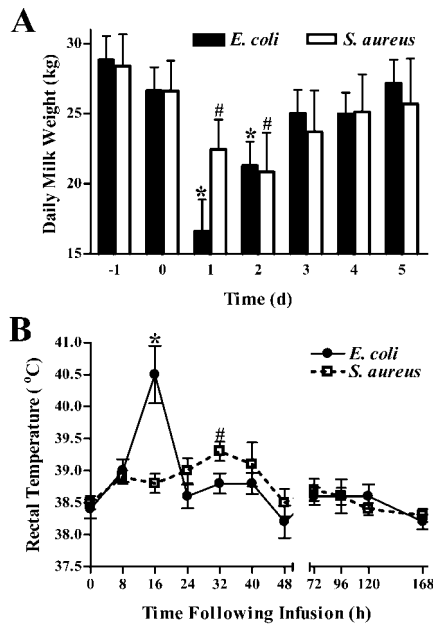 A
E. coli
S. aureus
Daily Milk Weight (kg)
30
25
20
15
*
#
*
#
-1 0 1 2 3 4 5
Time (d)
B
E. coli
S. aureus
Rectal Temperature ( °C)
41.0
40.5
40.0
39.5
39.0
38.5
38.0
37.5
*
#
0 8 16 24 32 40 48 72 96 120 168
Time Following Infusion (h)